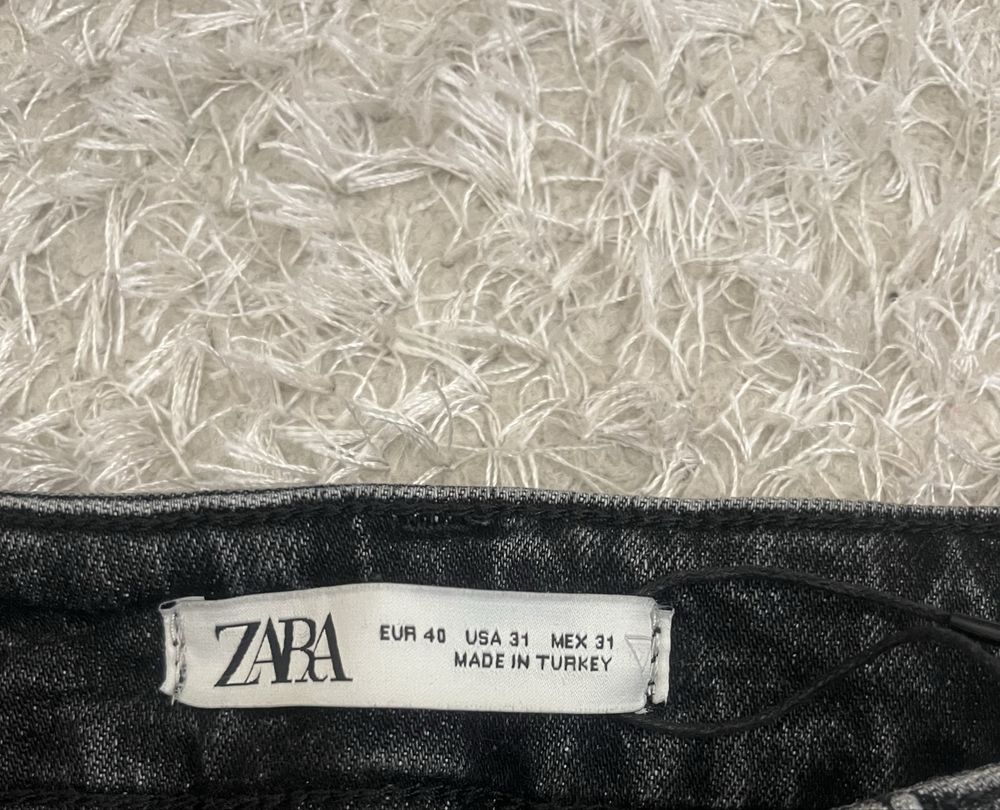 ZARA
EUR 40 USA 31 MEX 31
MADE IN TURKEY